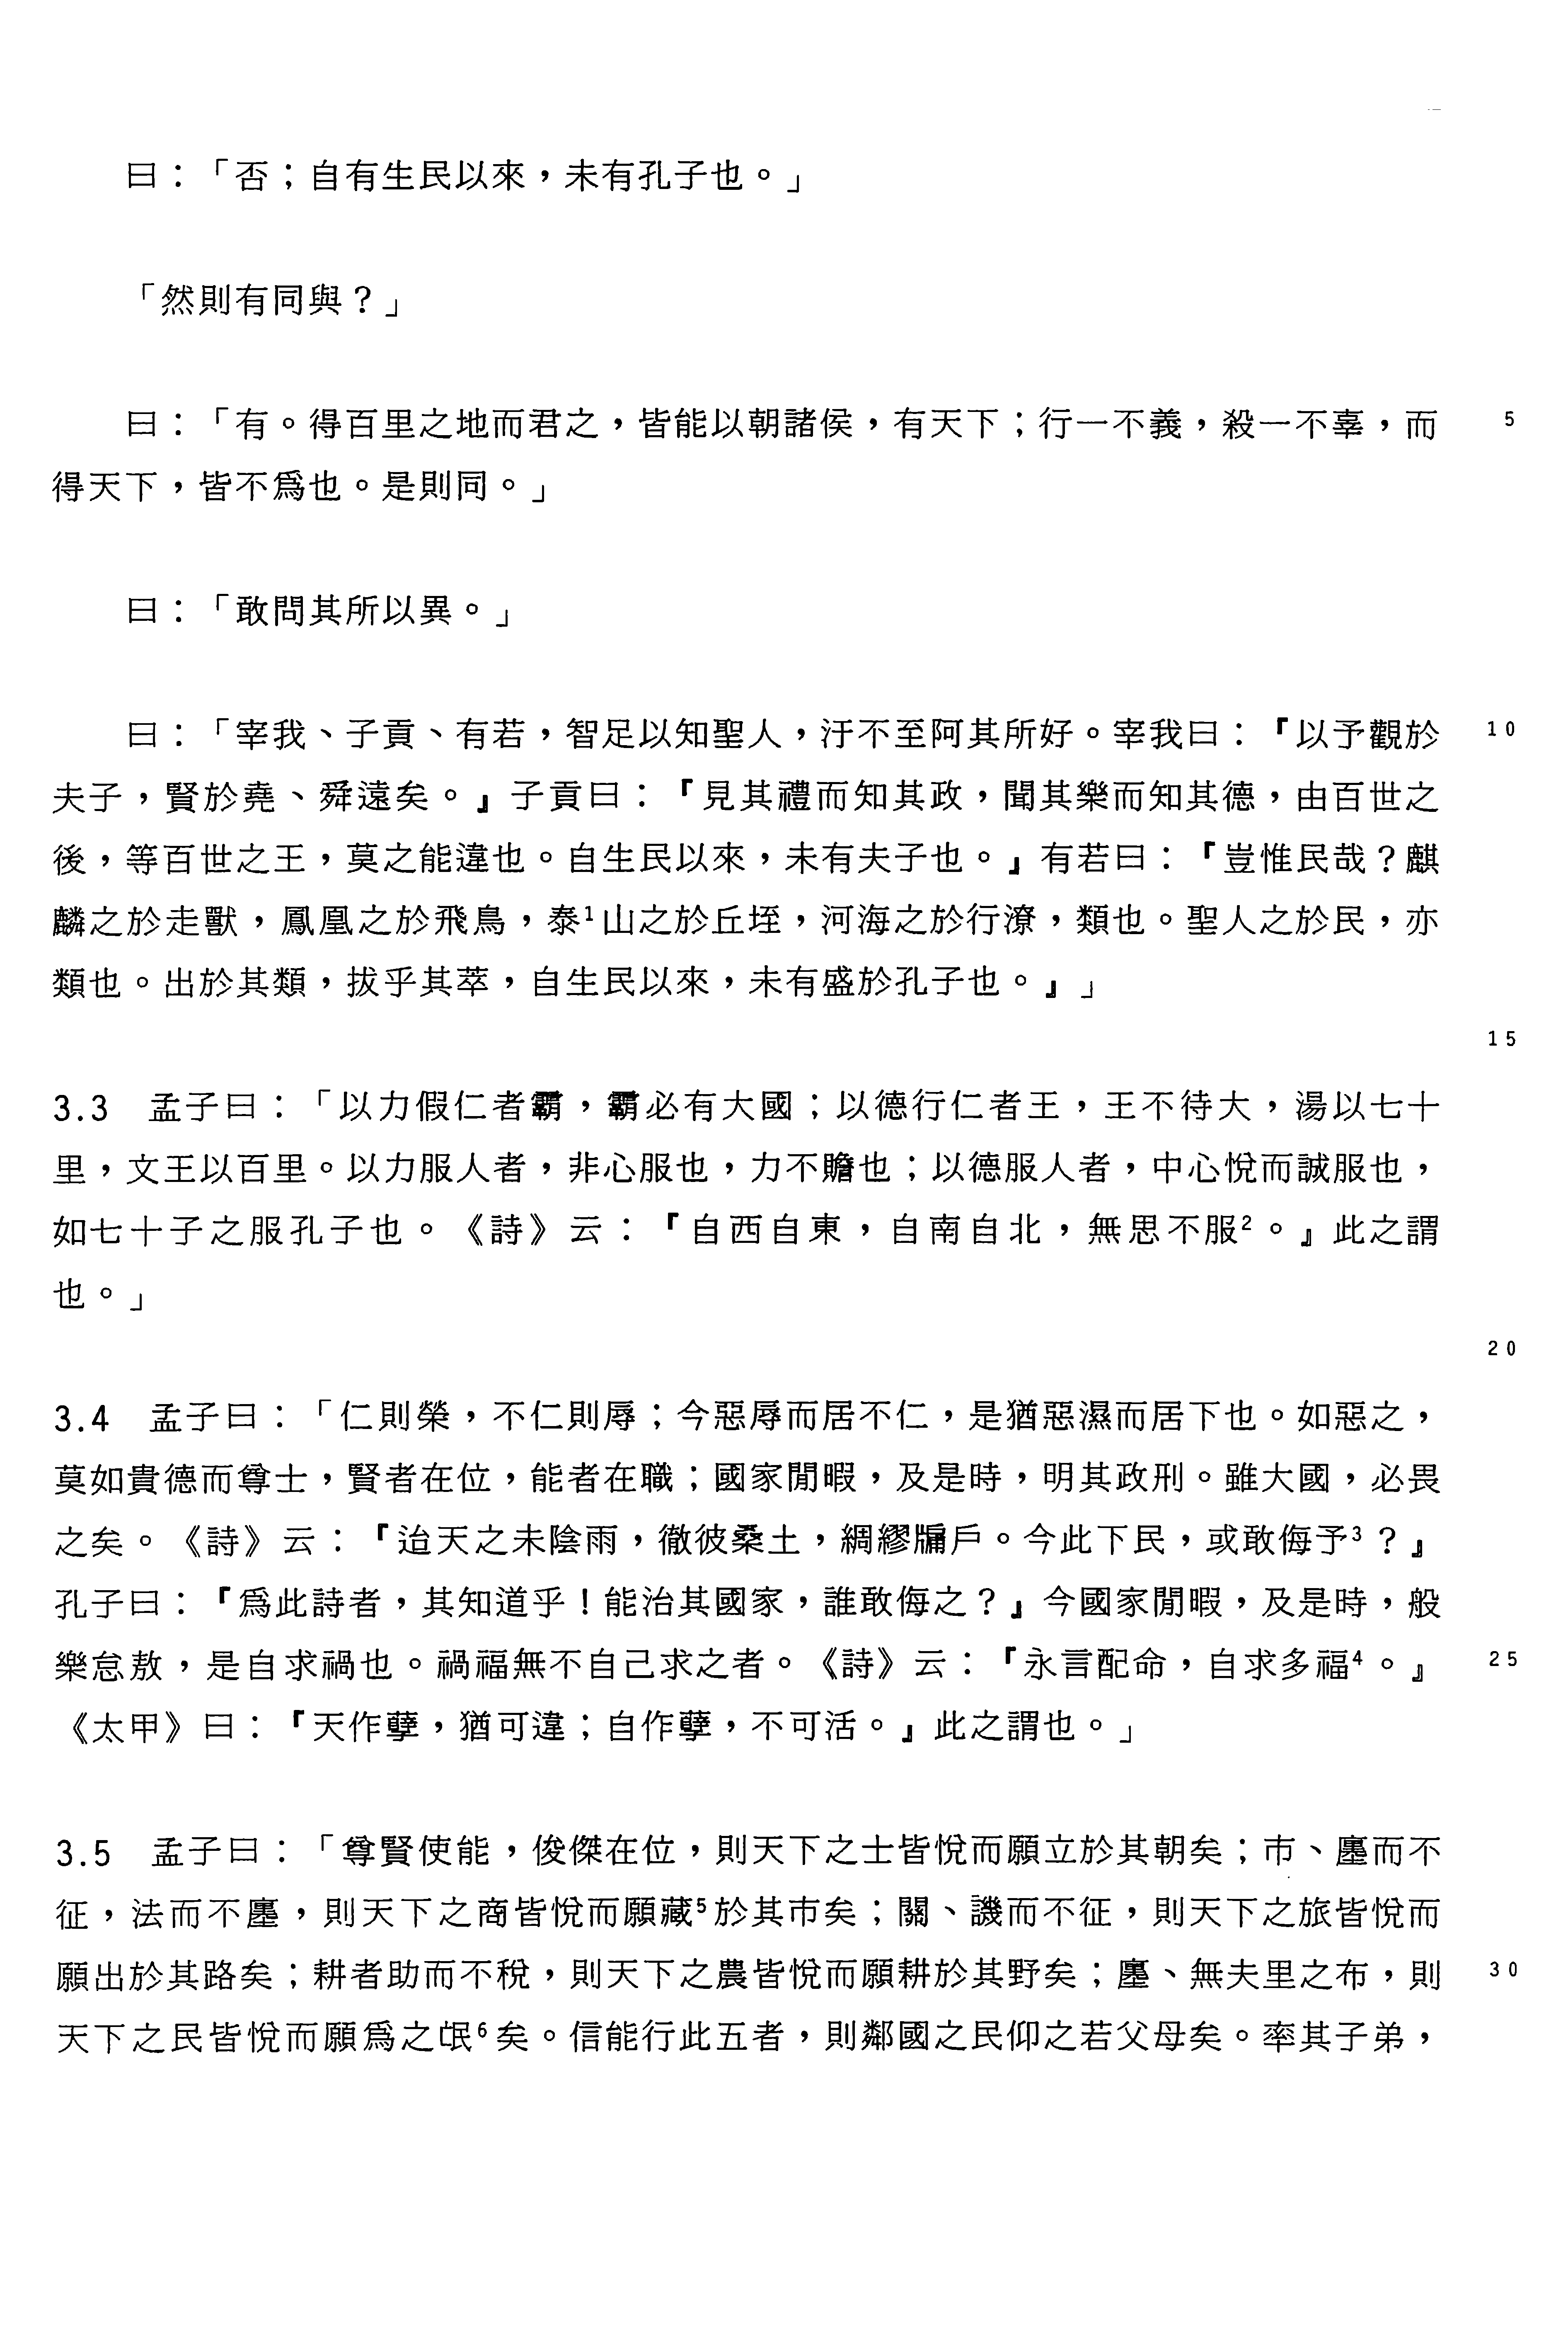 曰：「否；自有生民以來，未有孔子也。」
「然則有同與？」
曰：「有。得百里之地而君之，皆能以朝諸侯，有天下；行一不義，殺一不辜，而 5
得天下，皆不爲也。是則同。」
曰：「敢問其所以異。」
曰：「宰我、子貢、有若，智足以知聖人，汙不至阿其所好。宰我曰：『以予觀於 10
夫子，賢於堯、舜遠矣。』子貢曰：『見其禮而知其政，聞其樂而知其德，由百世之
後，等百世之王，莫之能違也。自生民以來，未有夫子也。』有若曰：『豈惟民哉？麒
麟之於走獸，鳳凰之於飛鳥，泰¹山之於丘垤，河海之於行潦，類也。聖人之於民，亦
類也。出於其類，拔乎其萃，自生民以來，未有盛於孔子也。』」
15
3.3 孟子曰：「以力假仁者霸，霸必有大國；以德行仁者王，王不待大，湯以七十
里，文王以百里。以力服人者，非心服也，力不贍也；以德服人者，中心悅而誠服也，
如七十子之服孔子也。《詩》云：『自西自東，自南自北，無思不服²。』此之謂
也。」
20
3.4 孟子曰：「仁則榮，不仁則辱；今惡辱而居不仁，是猶惡濕而居下也。如惡之，
莫如貴德而尊士，賢者在位，能者在職；國家閒暇，及是時，明其政刑。雖大國，必畏
之矣。《詩》云：『迨天之未陰雨，徹彼桑土，綢繆牖戶。今此下民，或敢侮予³？』
孔子曰：『爲此詩者，其知道乎！能治其國家，誰敢侮之？』今國家閒暇，及是時，般
樂怠敖，是自求禍也。禍福無不自己求之者。《詩》云：『永言配命，自求多福⁴。』 25
《太甲》曰：『天作孽，猶可違；自作孽，不可活。』此之謂也。」
3.5 孟子曰：「尊賢使能，俊傑在位，則天下之士皆悅而願立於其朝矣；市、廛而不
征，法而不廛，則天下之商皆悅而願藏⁵於其市矣；關、譏而不征，則天下之旅皆悅而
願出於其路矣；耕者助而不稅，則天下之農皆悅而願耕於其野矣；廛、無夫里之布，則 30
天下之民皆悅而願爲之氓⁶矣。信能行此五者，則鄰國之民仰之若父母矣。率其子弟，